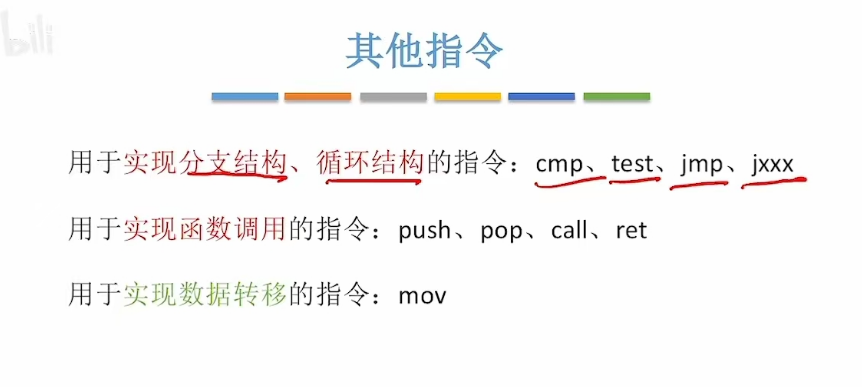 bili
其他指令
用于实现分支结构、循环结构的指令：cmp、test、jmp、jxxx
用于实现函数调用的指令：push、pop、call、ret
用于实现数据转移的指令：mov